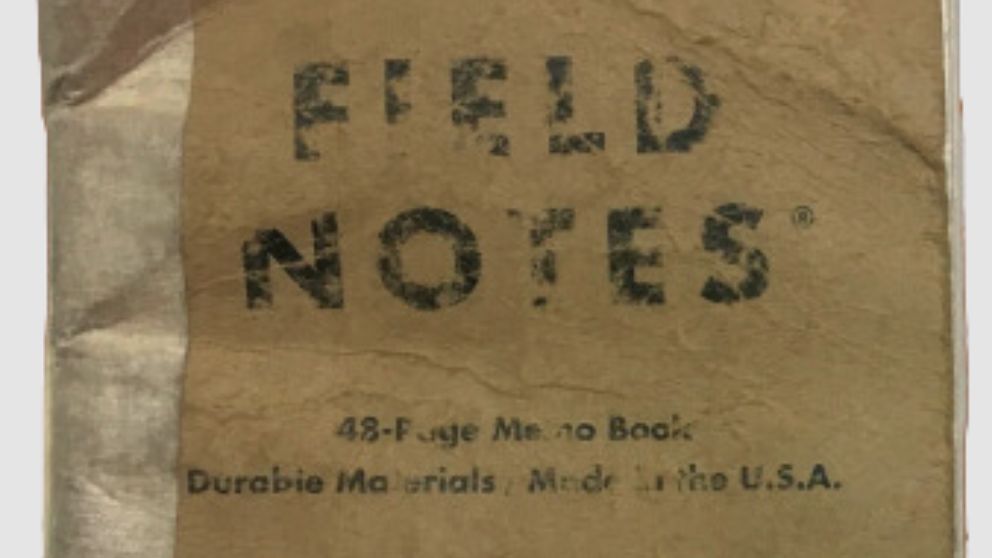 FIELD
NOTES®
48-Page Memo Book
Durable Materials / Made in the U.S.A.